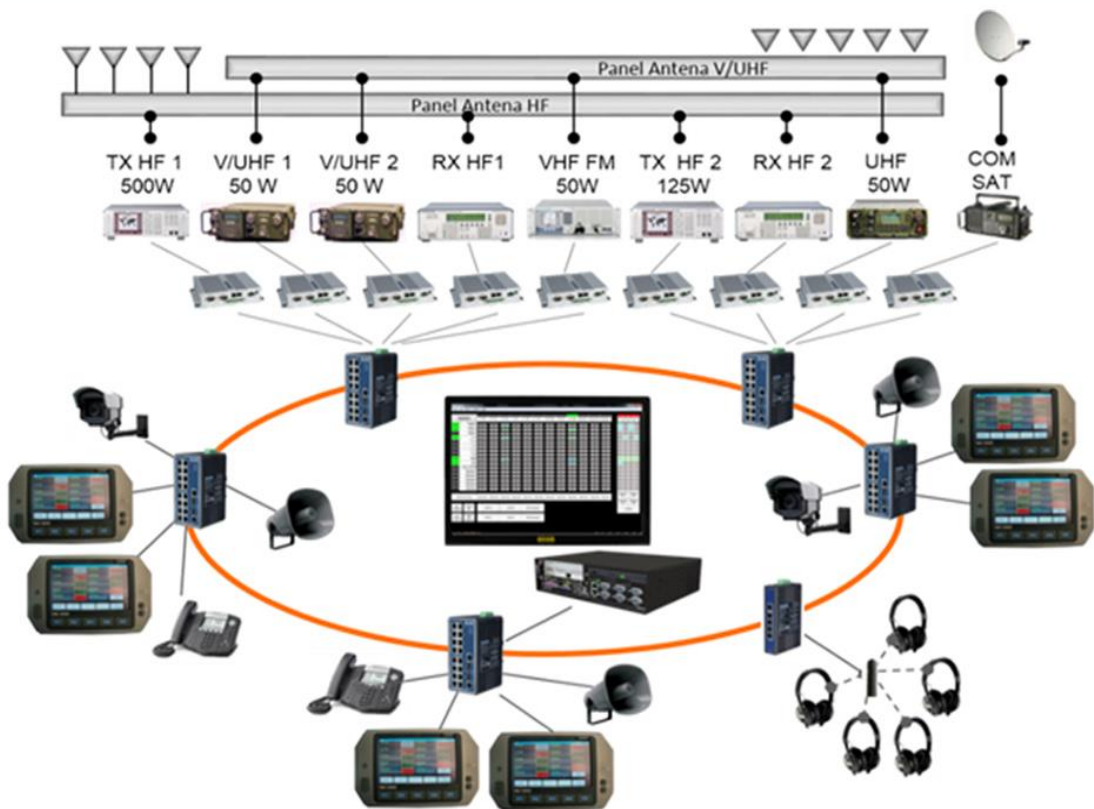 Panel Antena V/UHF
Panel Antena HF
TX HF 1
500W
V/UHF 1
50 W
V/UHF 2
50 W
RX HF1
VHF FM
50W
TX HF 2
125W
RX HF 2
UHF
50W
COM
SAT